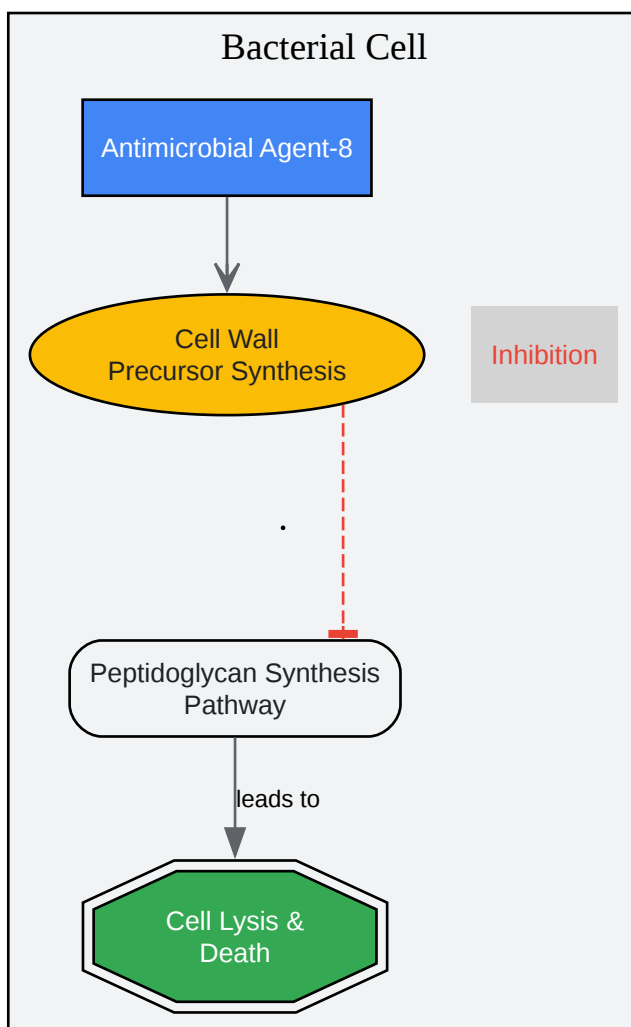 Bacterial Cell
Antimicrobial Agent-8
Cell Wall
Precursor Synthesis
Inhibition
.
Peptidoglycan Synthesis
Pathway
leads to
Cell Lysis &
Death